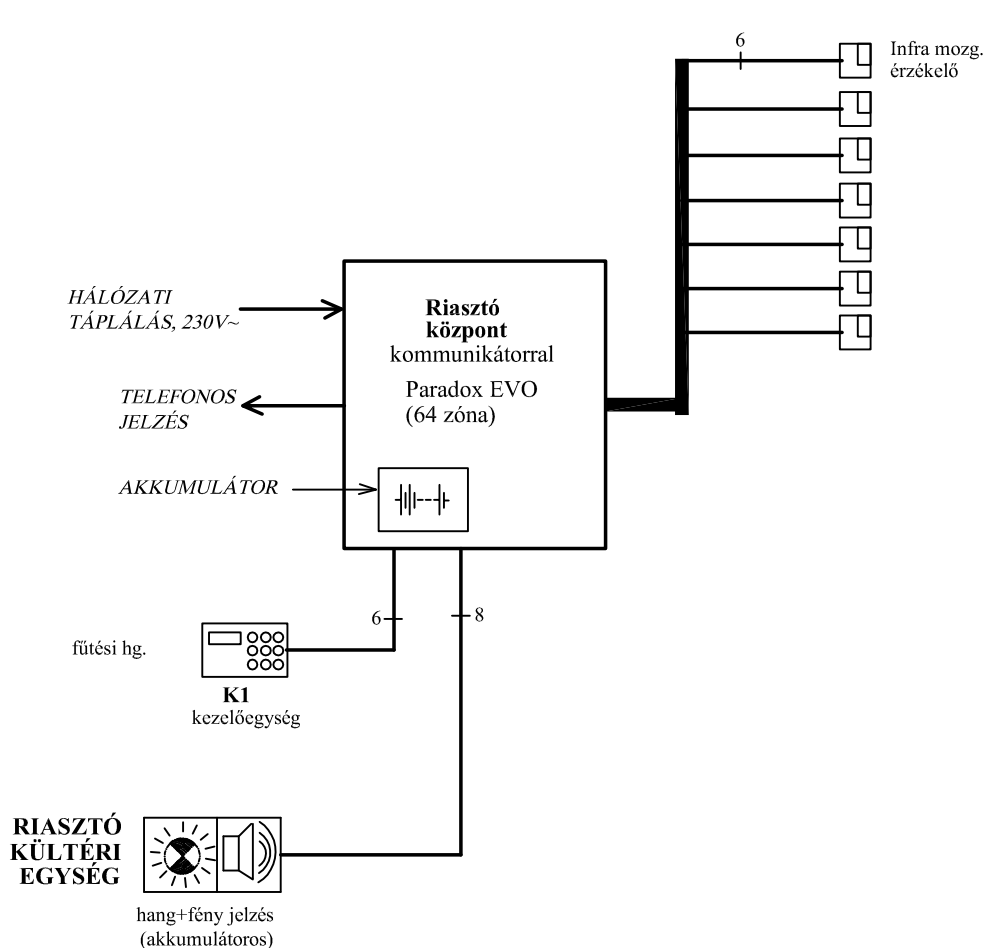 6
Infra mozg.
érzékelő
HÁLÓZATI
TÁPLÁLÁS, 230V~
Riasztó
központ
kommunikátorral
Paradox EVO
(64 zóna)
TELEFONOS
JELZÉS
AKKUMULÁTOR
6
8
fűtési hg.
K1
kezelőegység
RIASZTÓ
KÜLTÉRI
EGYSÉG
hang+fény jelzés
(akkumulátoros)